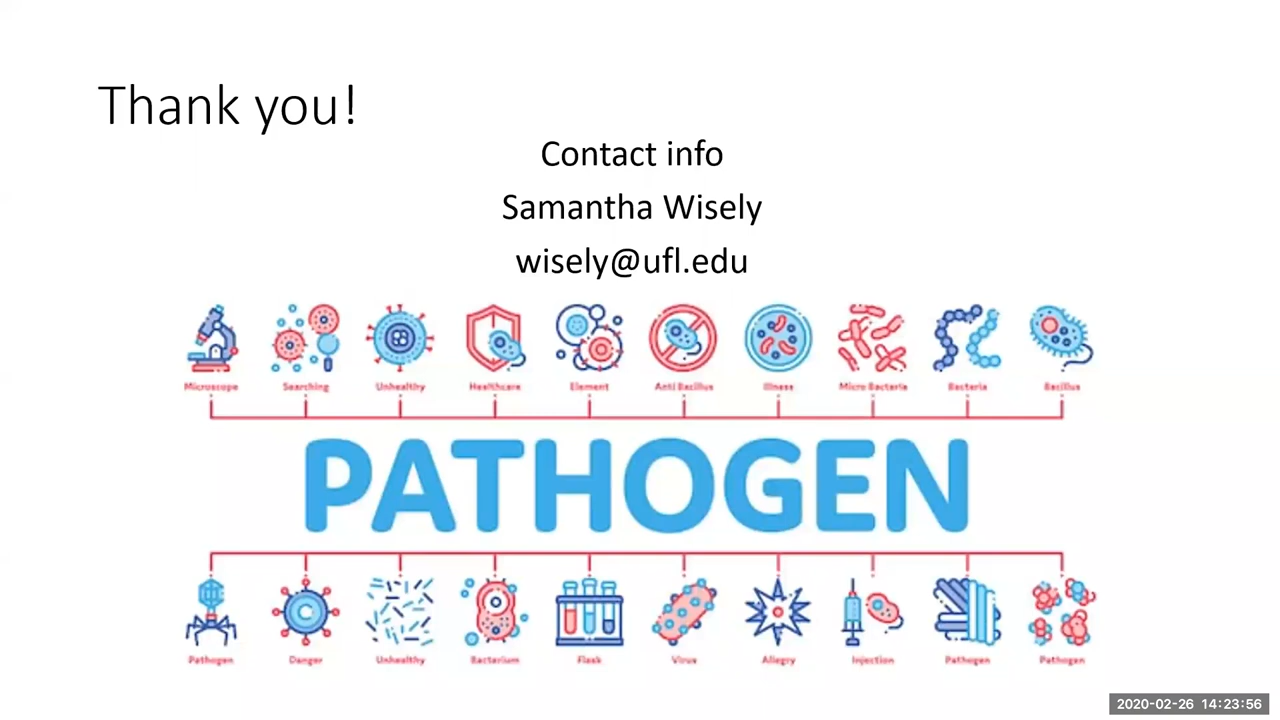 Thank you!
Contact info
Samantha Wisely
wisely@ufl.edu
Microscope Searching Unhealthy Healthcare Element Anti Bacillus Illness Micro Bacteria Bacteria Bacillus
PATHOGEN
Pathogen Danger Unhealthy Bacterium Flask Virus Allegry Injection Pathogen Pathogen
2020-02-26 14:23:56